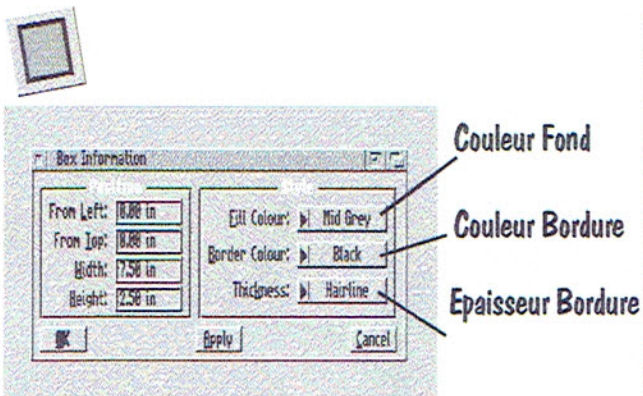 Box Information
Position
From Left: 0.00 in
From Top: 0.00 in
Width: 7.50 in
Height: 2.50 in
Style
Fill Colour: Mid Grey
Border Colour: Black
Thickness: Hairline
OK
Apply
Cancel
Couleur Fond
Couleur Bordure
Epaisseur Bordure